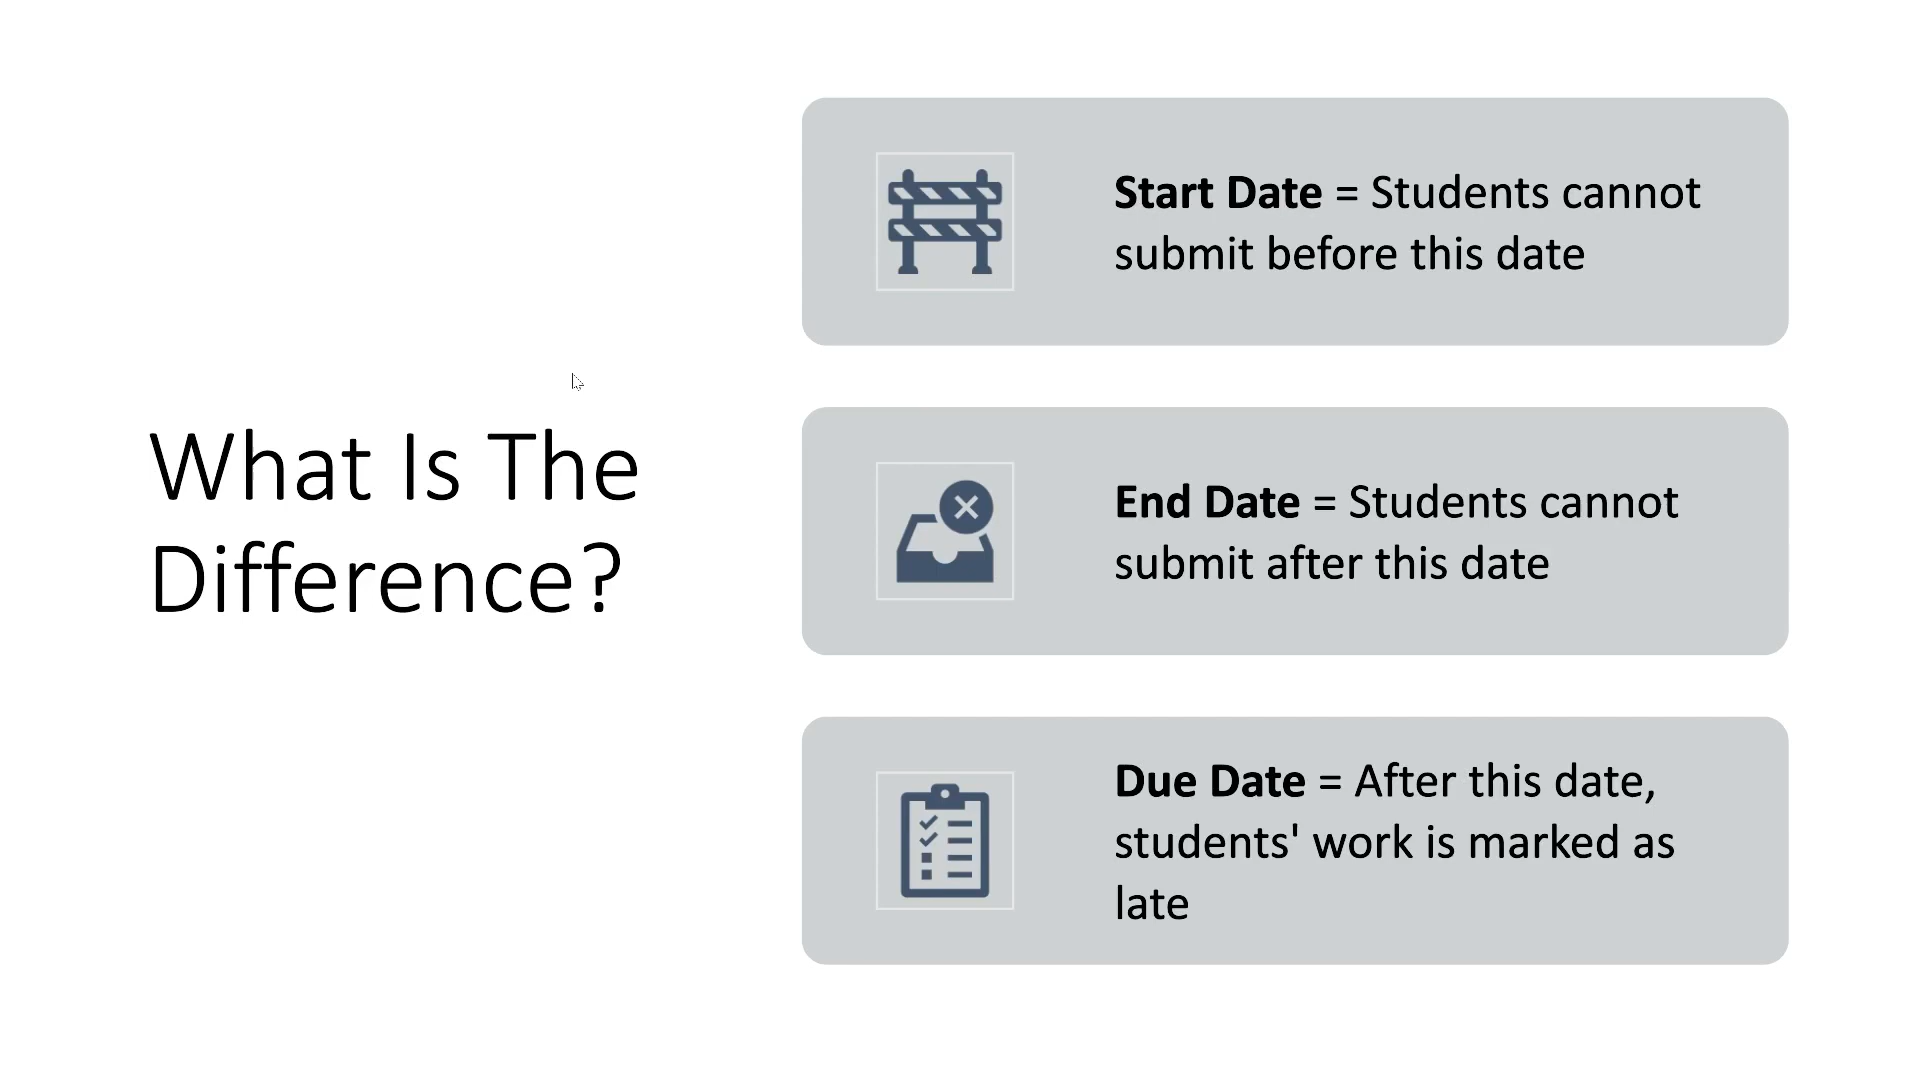 What Is The
Difference?
Start Date = Students cannot
submit before this date
End Date = Students cannot
submit after this date
Due Date = After this date,
students' work is marked as
late